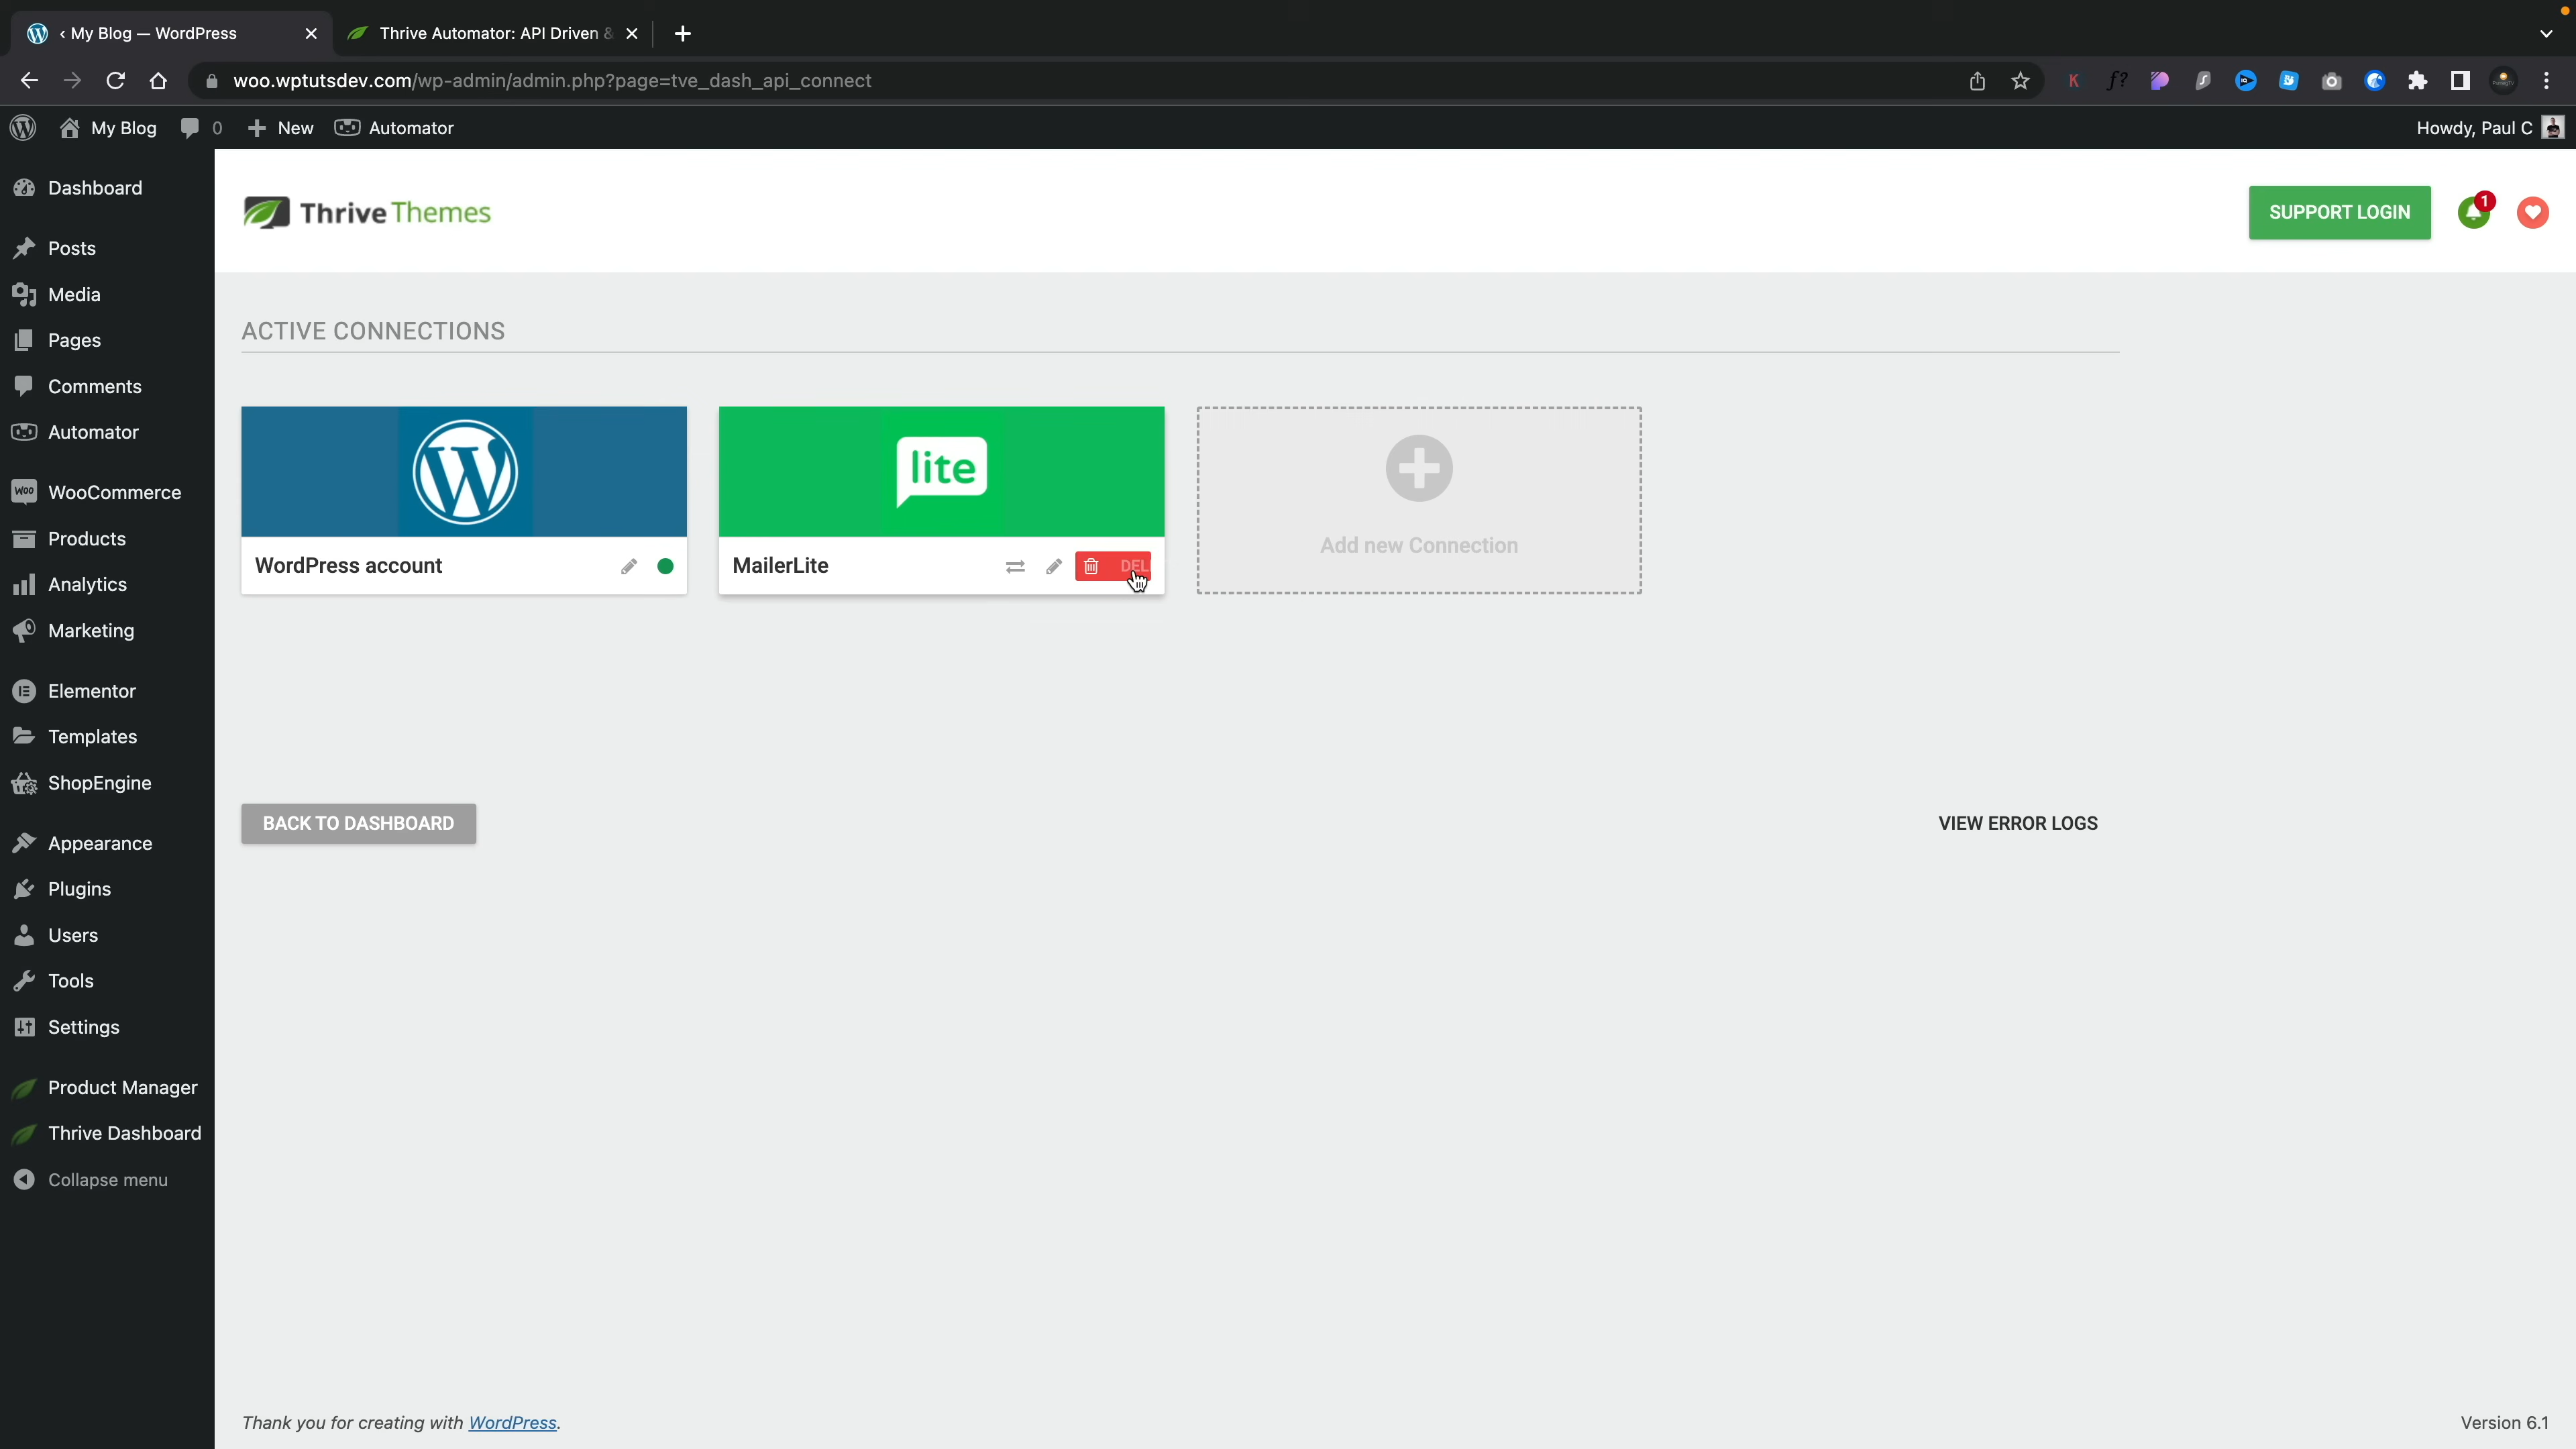 ‹ My Blog — WordPress
Thrive Automator: API Driven &
woo.wptutsdev.com/wp-admin/admin.php?page=tve_dash_api_connect
My Blog
0
New
Automator
Howdy, Paul C
Dashboard
Posts
Media
Pages
Comments
Automator
WooCommerce
Products
Analytics
Marketing
Elementor
Templates
ShopEngine
Appearance
Plugins
Users
Tools
Settings
Product Manager
Thrive Dashboard
Collapse menu
Thrive Themes
SUPPORT LOGIN
1
ACTIVE CONNECTIONS
WordPress account
lite
MailerLite
DEL
Add new Connection
BACK TO DASHBOARD
VIEW ERROR LOGS
Thank you for creating with WordPress.
Version 6.1